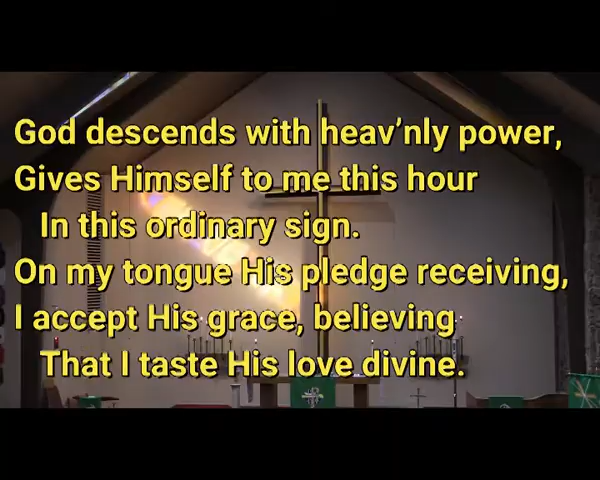 God descends with heav’nly power,
Gives Himself to me this hour
In this ordinary sign.
On my tongue His pledge receiving,
I accept His grace, believing
That I taste His love divine.